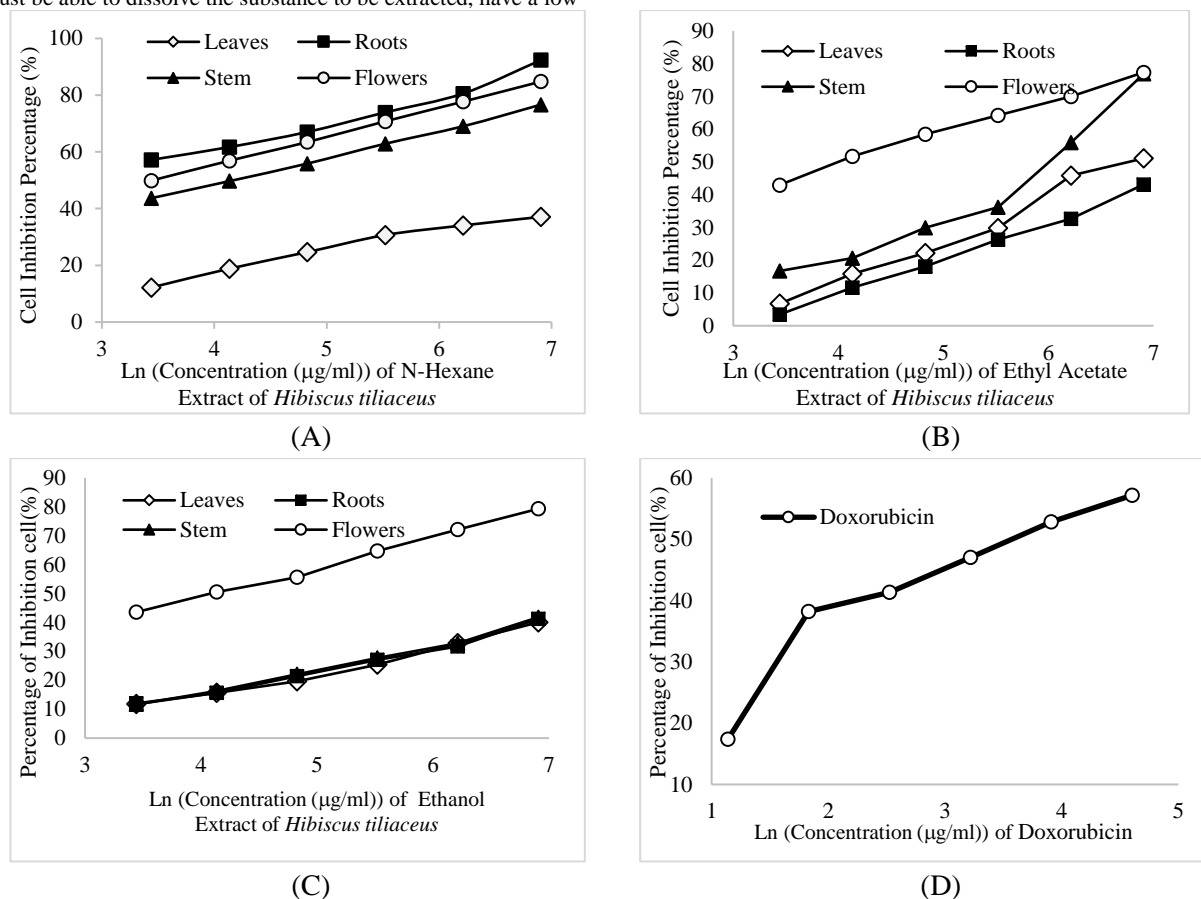 ust be able to dissolve the substance to be extracted, have a low
100
80
60
40
20
0
3 4 5 6 7
Cell Inhibition Percentage (%)
Leaves Roots
Stem Flowers
Ln (Concentration (μg/ml)) of N-Hexane
Extract of Hibiscus tiliaceus
(A)
90
80
70
60
50
40
30
20
10
0
3 4 5 6 7
Cell Inhibition Percentage (%)
Leaves Roots
Stem Flowers
Ln (Concentration (μg/ml)) of Ethyl Acetate
Extract of Hibiscus tiliaceus
(B)
90
80
70
60
50
40
30
20
10
0
3 4 5 6 7
Percentage of Inhibition cell(%)
Leaves Roots
Stem Flowers
Ln (Concentration (μg/ml)) of Ethanol
Extract of Hibiscus tiliaceus
(C)
60
50
40
30
20
10
1 2 3 4 5
Percentage of Inhibition cell(%)
Doxorubicin
Ln (Concentration (μg/ml)) of Doxorubicin
(D)